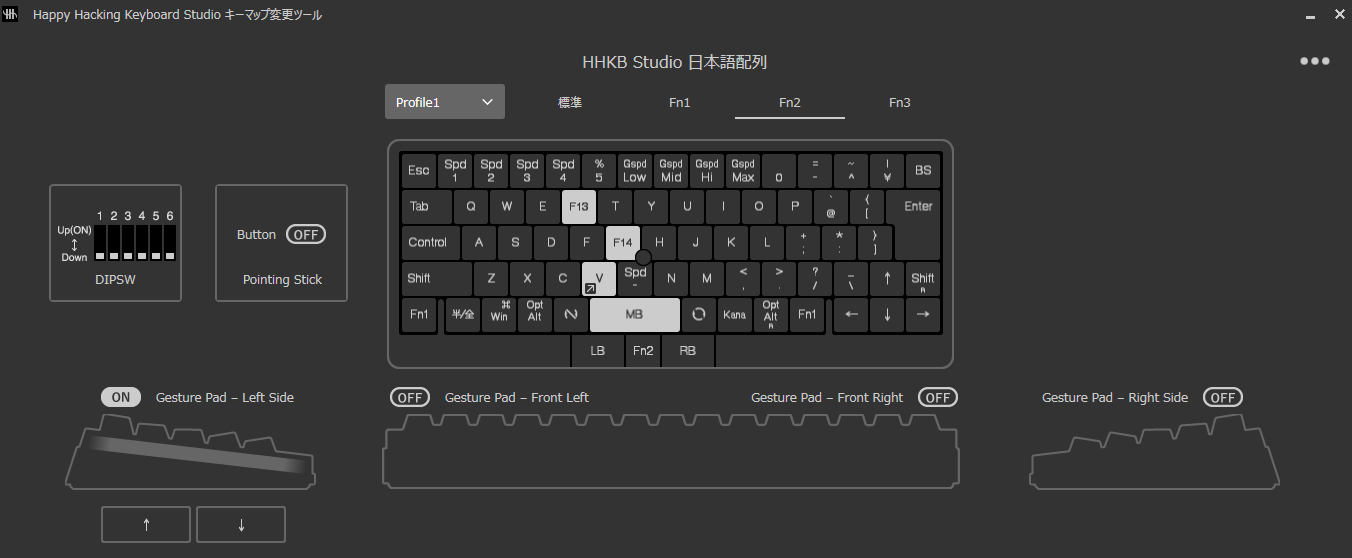 Happy Hacking Keyboard Studio キーマップ変更ツール
HHKB Studio 日本語配列
Profile1 標準 Fn1 Fn2 Fn3
Esc Spd 1 Spd 2 Spd 3 Spd 4 % 5 Gspd Low Gspd Mid Gspd Hi Gspd Max 0 = - ~ ^ | ¥ BS
Tab Q W E F13 T Y U I O P ` @ { [ Enter
Control A S D F F14 H J K L + ; * : } ]
Shift Z X C V Spd - N M < , > . ? / _ \ ↑ Shift R
Fn1 半/全 ⌘ Win Opt Alt MB Kana Opt Alt R Fn1 ← ↓ →
LB Fn2 RB
1 2 3 4 5 6
Up(ON)
↕
Down
DIPSW
Button OFF
Pointing Stick
ON Gesture Pad – Left Side
OFF Gesture Pad – Front Left
Gesture Pad – Front Right OFF
Gesture Pad – Right Side OFF
↑ ↓